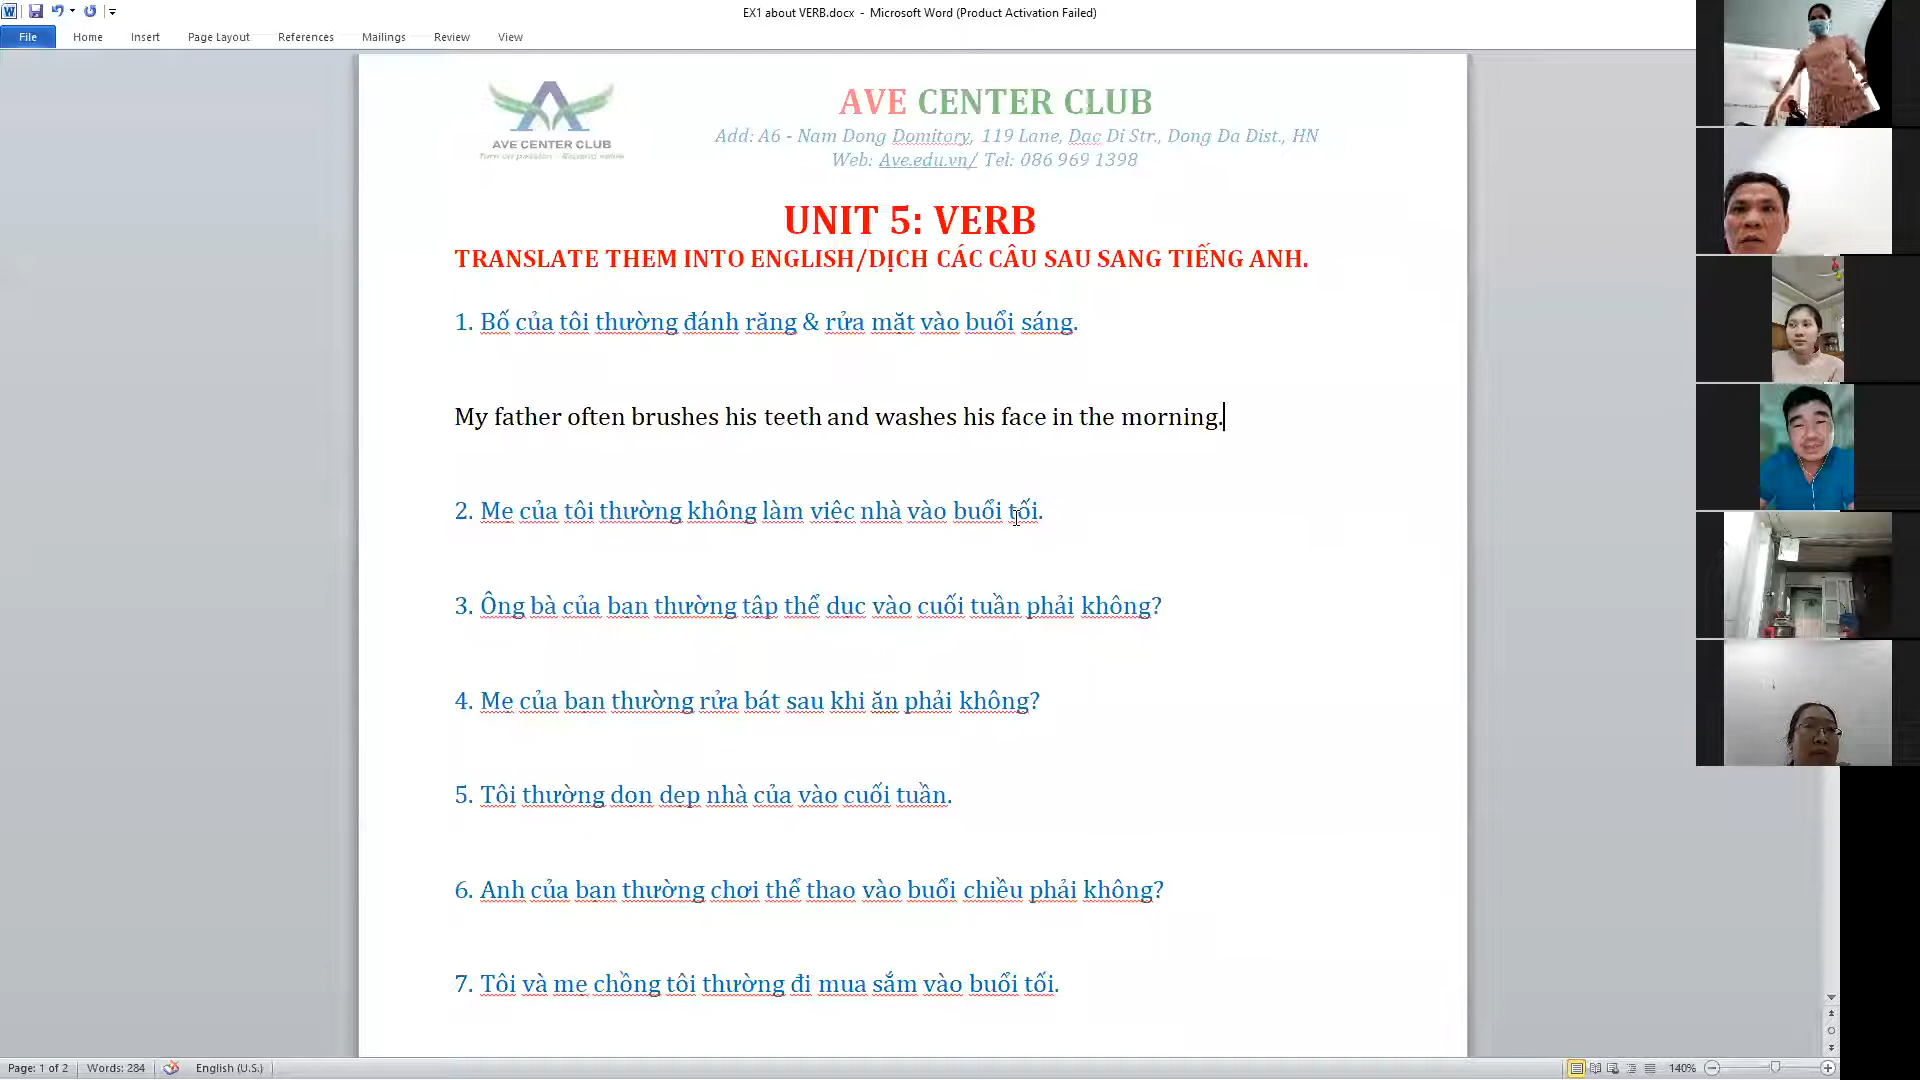 EX1 about VERB.docx - Microsoft Word (Product Activation Failed)
File Home Insert Page Layout References Mailings Review View
AVE CENTER CLUB
AVE CENTER CLUB
Add: A6 - Nam Dong Domitory, 119 Lane, Dac Di Str., Dong Da Dist., HN
Web: Ave.edu.vn/ Tel: 086 969 1398
UNIT 5: VERB
TRANSLATE THEM INTO ENGLISH/DỊCH CÁC CÂU SAU SANG TIẾNG ANH.
1. Bố của tôi thường đánh răng & rửa mặt vào buổi sáng.
My father often brushes his teeth and washes his face in the morning.
2. Mẹ của tôi thường không làm việc nhà vào buổi tối.
3. Ông bà của bạn thường tập thể dục vào cuối tuần phải không?
4. Mẹ của bạn thường rửa bát sau khi ăn phải không?
5. Tôi thường dọn dẹp nhà của vào cuối tuần.
6. Anh của bạn thường chơi thể thao vào buổi chiều phải không?
7. Tôi và mẹ chồng tôi thường đi mua sắm vào buổi tối.
Page: 1 of 2 Words: 284 English (U.S.) 140%